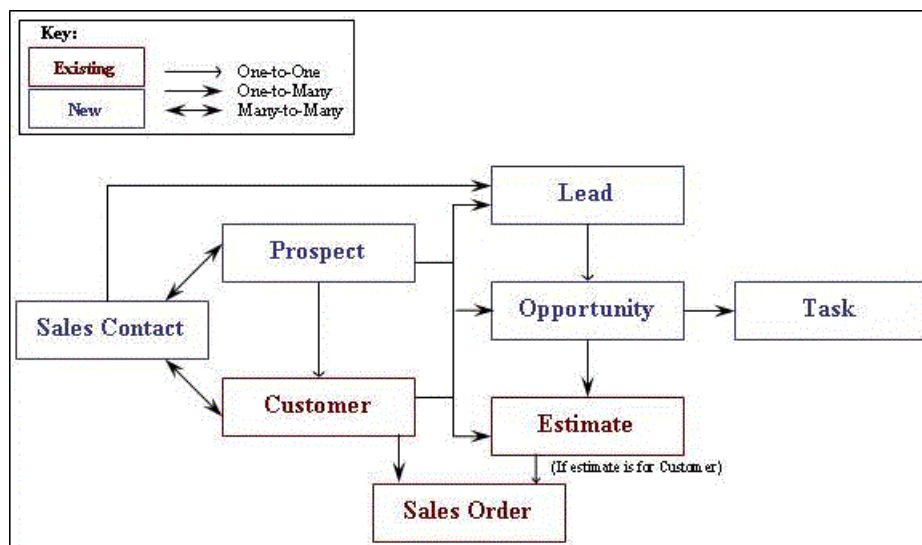 Key:
Existing
New
One-to-One
One-to-Many
Many-to-Many
Lead
Prospect
Sales Contact
Opportunity
Task
Customer
Estimate
(If estimate is for Customer)
Sales Order